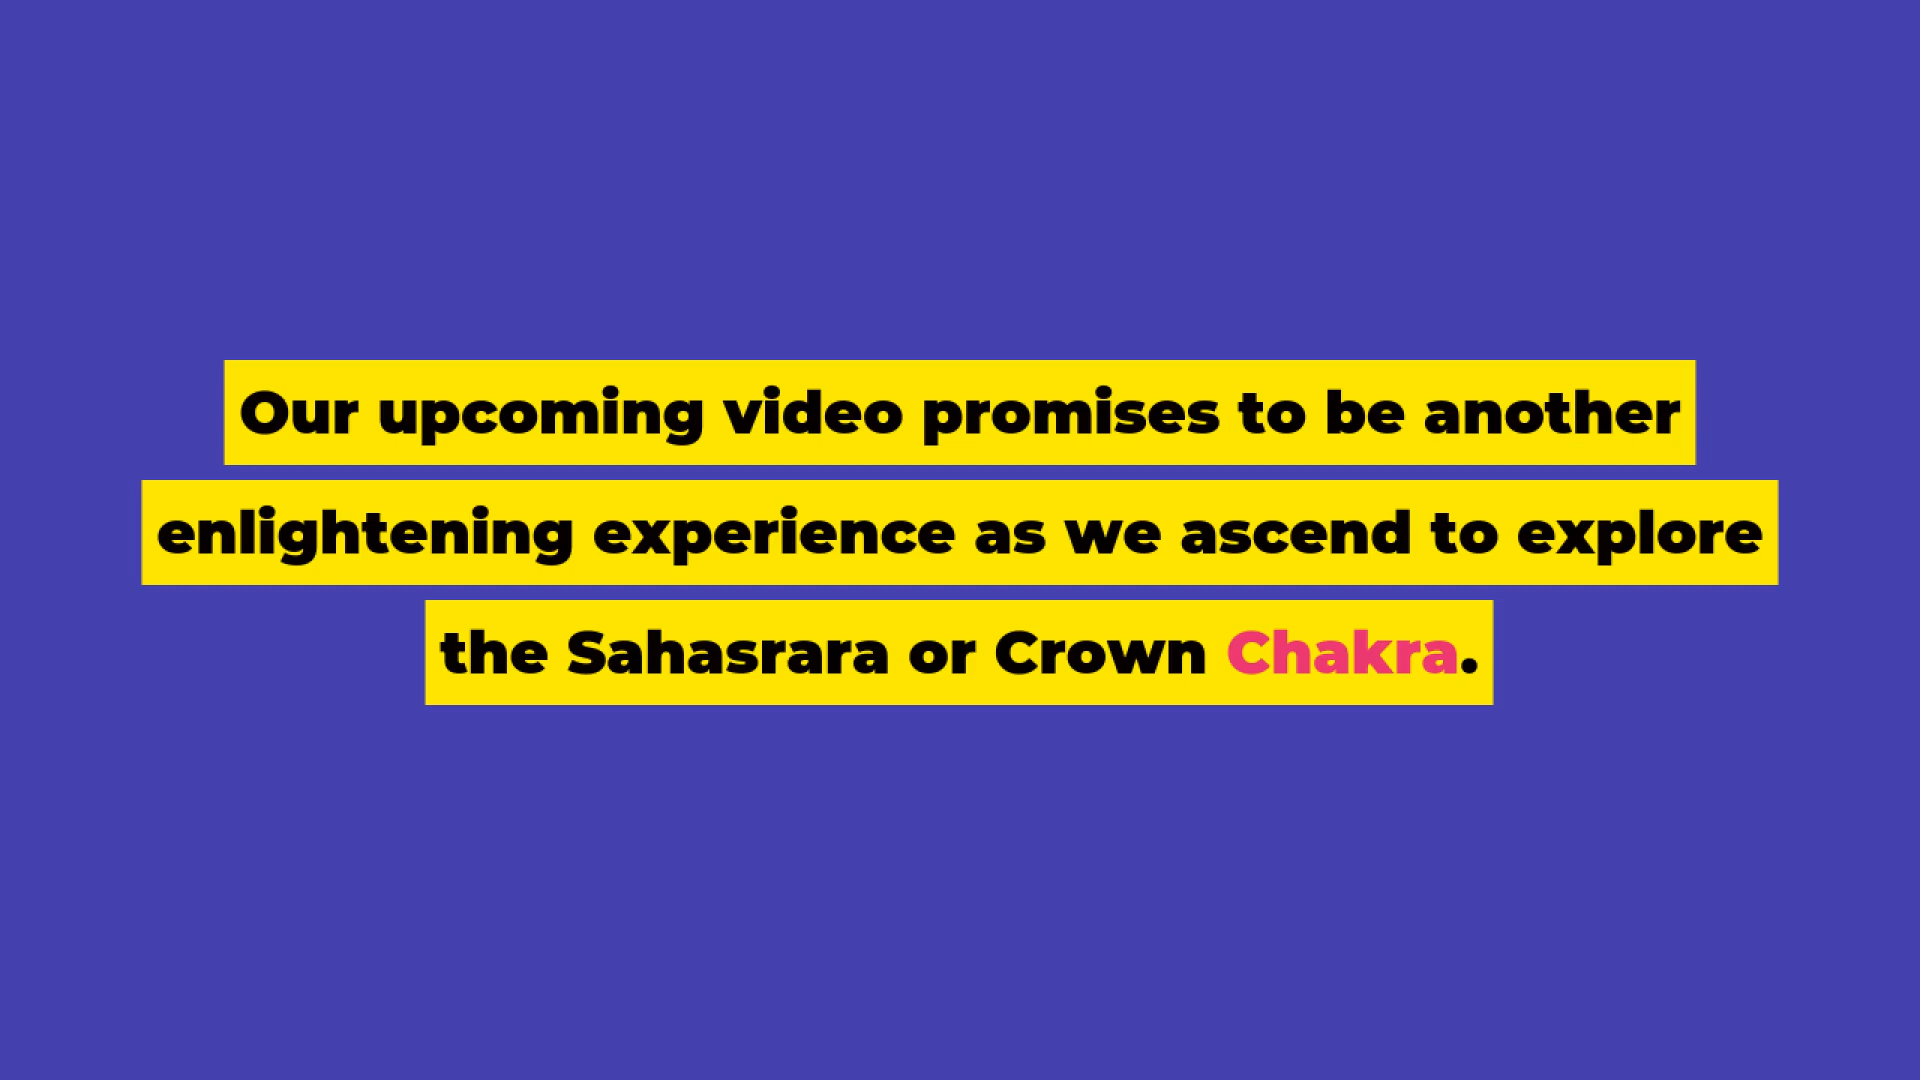 Our upcoming video promises to be another
enlightening experience as we ascend to explore
the Sahasrara or Crown Chakra.